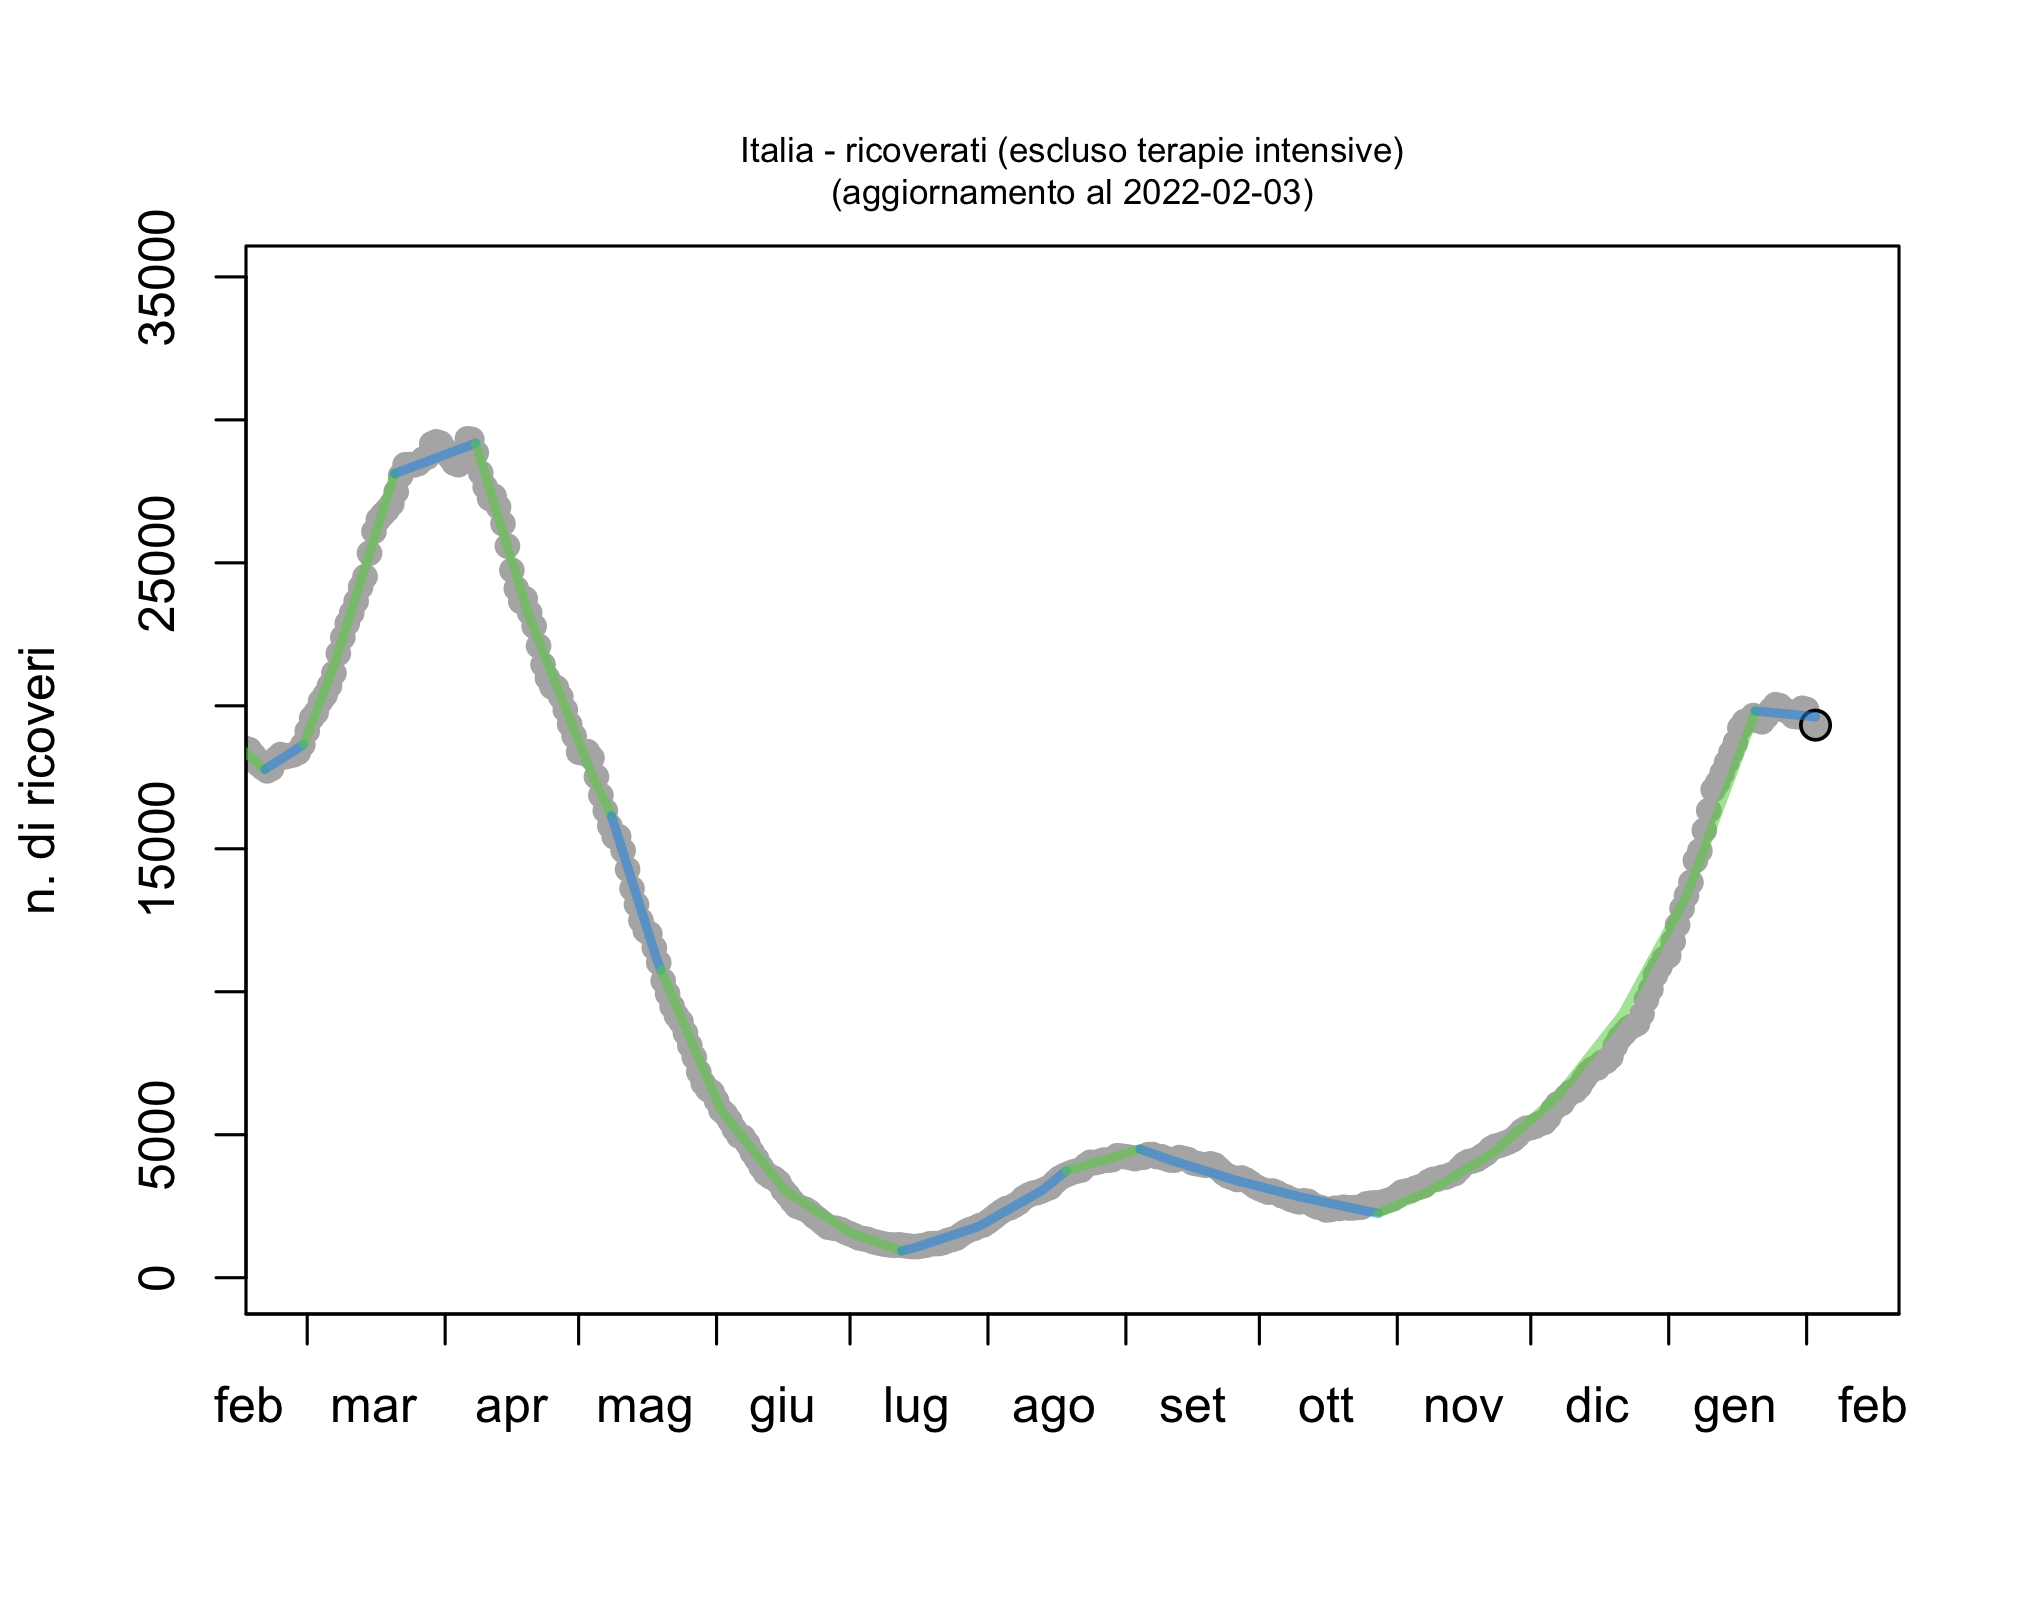 Italia - ricoverati (escluso terapie intensive)
(aggiornamento al 2022-02-03)
n. di ricoveri
35000
25000
15000
5000
0
feb mar apr mag giu lug ago set ott nov dic gen feb